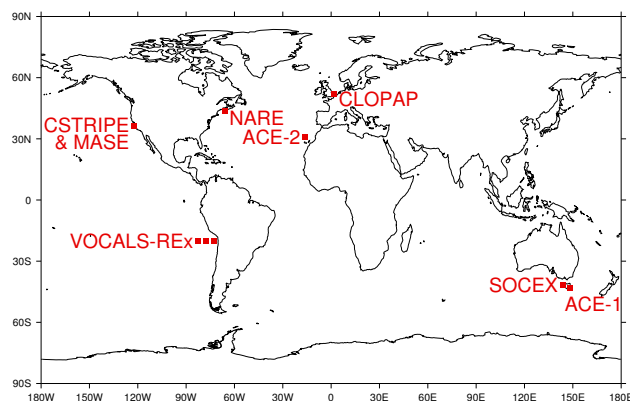 90N
60N
30N
0
30S
60S
90S
CLOPAP
NARE
CSTRIPE
& MASE
ACE-2
VOCALS-REx
SOCEX
ACE-1
180W 150W 120W 90W 60W 30W 0 30E 60E 90E 120E 150E 180E